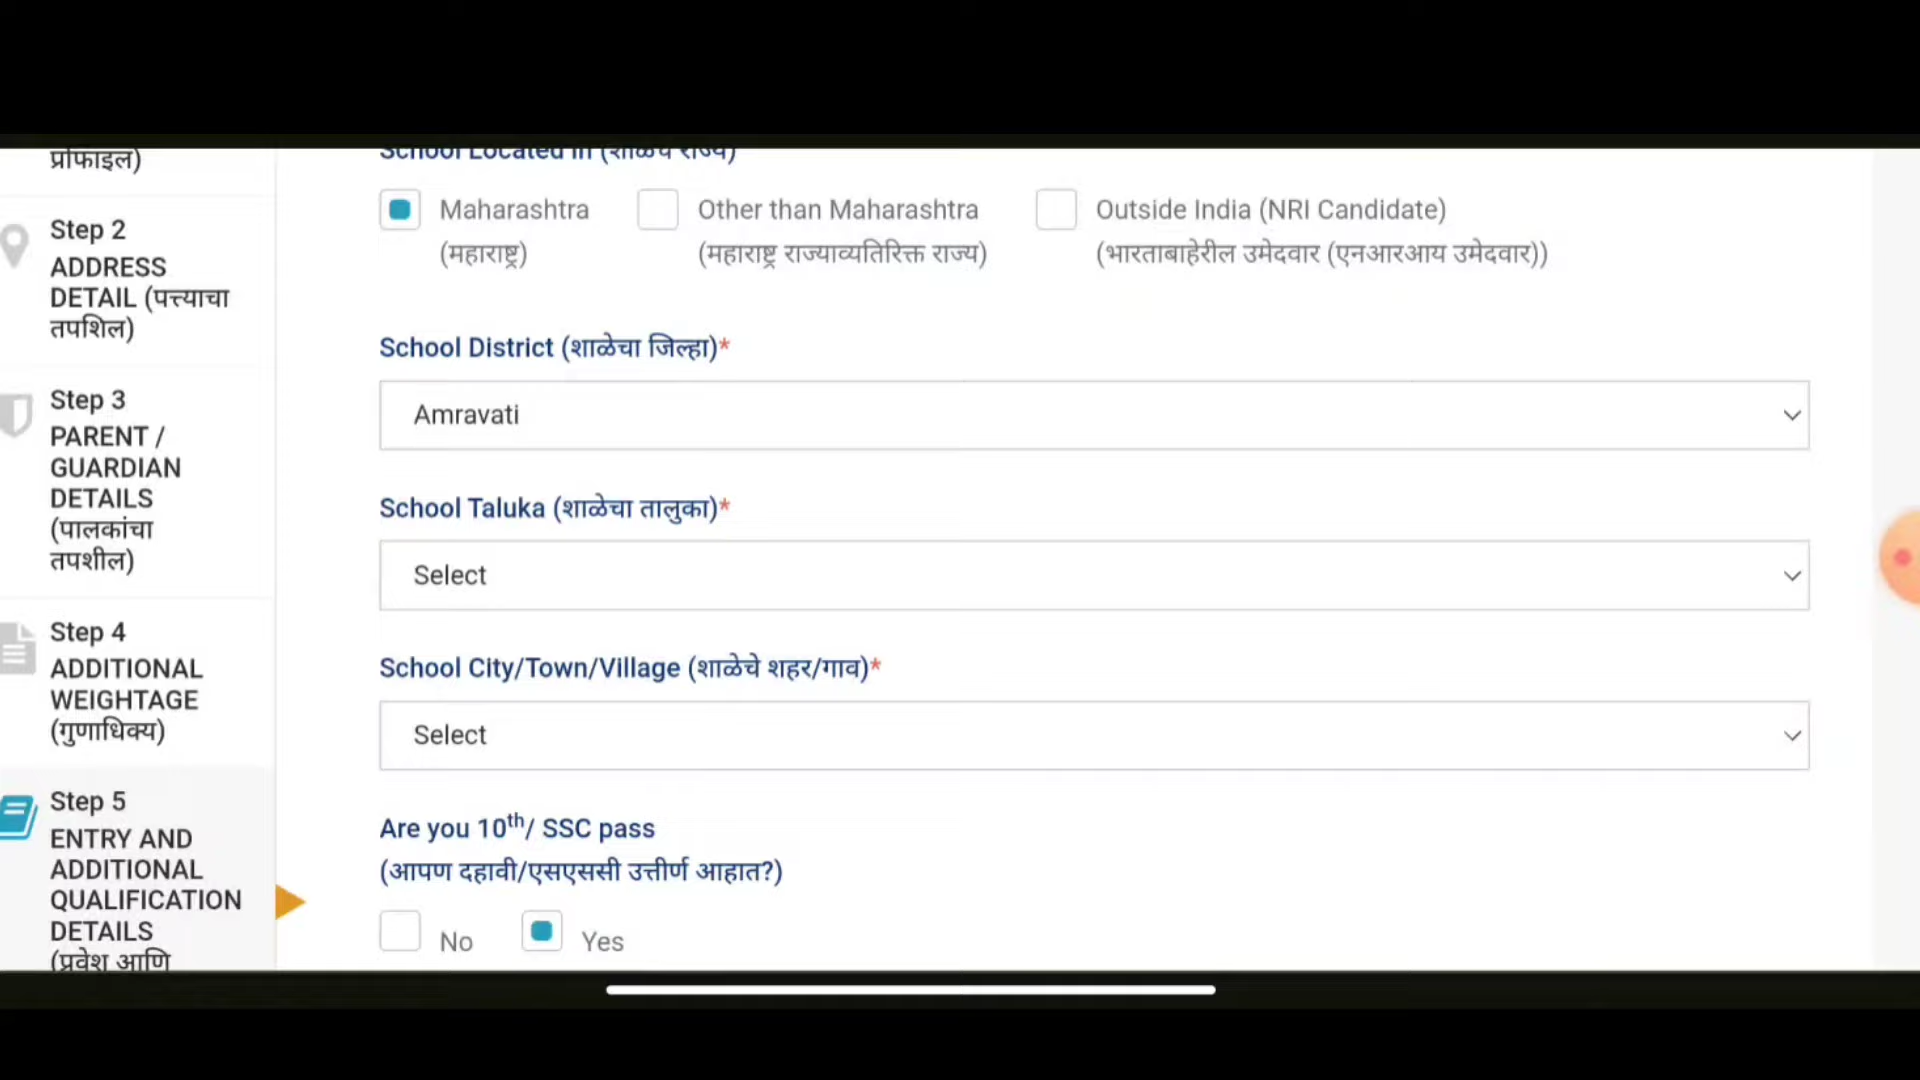 प्रोफाइल)
Step 2
ADDRESS
DETAIL (पत्त्याचा
तपशिल)
Step 3
PARENT /
GUARDIAN
DETAILS
(पालकांचा
तपशील)
Step 4
ADDITIONAL
WEIGHTAGE
(गुणाधिक्य)
Step 5
ENTRY AND
ADDITIONAL
QUALIFICATION
DETAILS
(प्रवेश आणि
School Located in (शाळेचे राज्य)
Maharashtra
(महाराष्ट्र)
Other than Maharashtra
(महाराष्ट्र राज्याव्यतिरिक्त राज्य)
Outside India (NRI Candidate)
(भारताबाहेरील उमेदवार (एनआरआय उमेदवार))
School District (शाळेचा जिल्हा)*
Amravati
School Taluka (शाळेचा तालुका)*
Select
School City/Town/Village (शाळेचे शहर/गाव)*
Select
Are you 10th/ SSC pass
(आपण दहावी/एसएससी उत्तीर्ण आहात?)
No
Yes